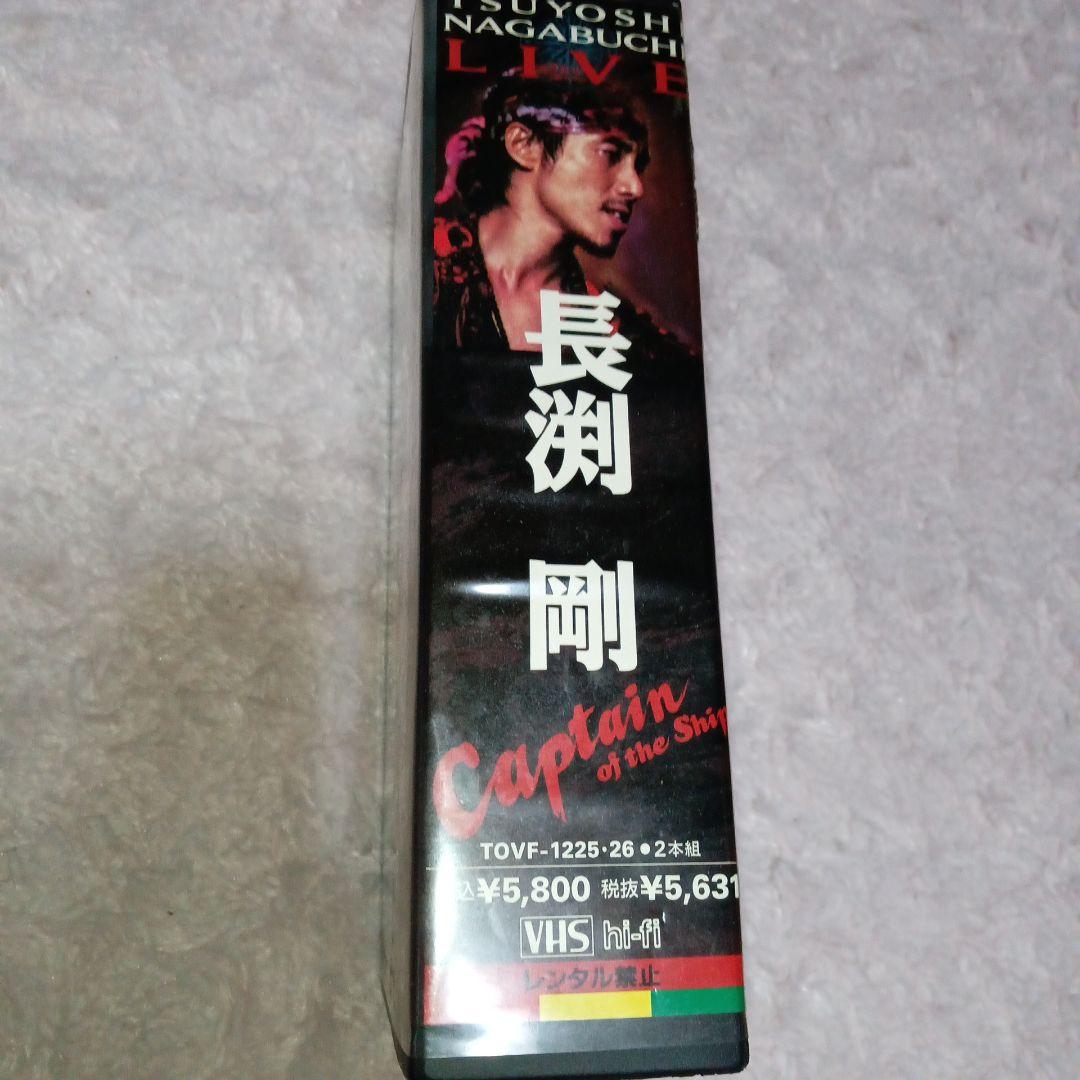 TSUYOSHI
NAGABUCHI
LIVE
長渕 剛
Captain
of the Ship
TOVF-1225・26●2本組
込¥5,800 税抜¥5,631
VHS hi-fi
レンタル禁止